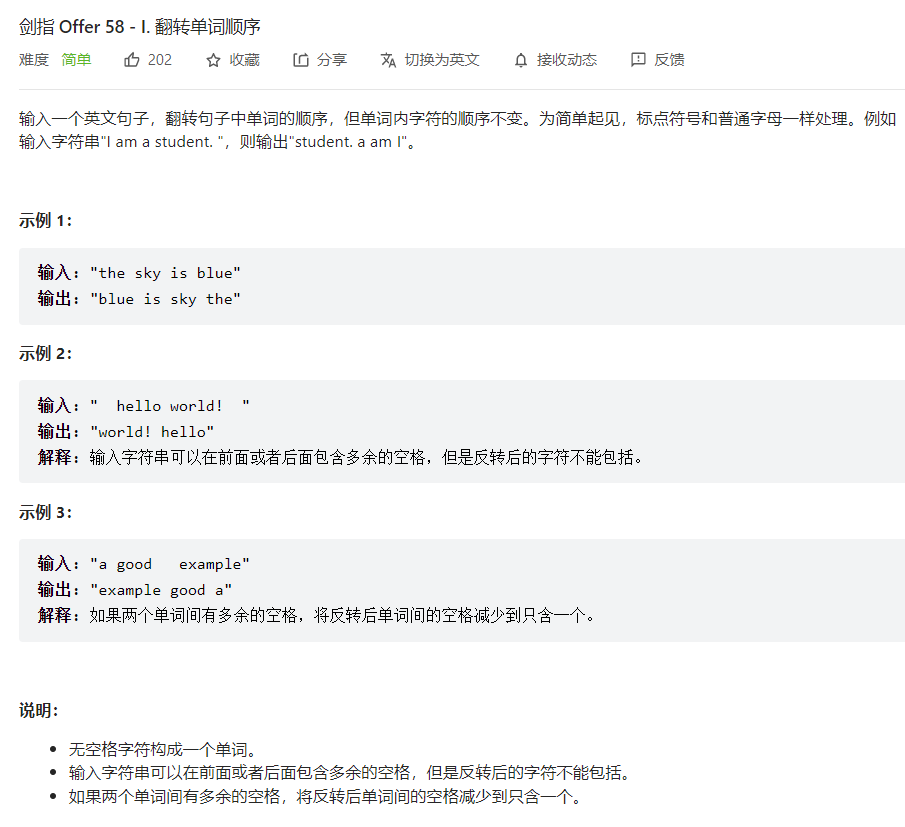 剑指 Offer 58 - I. 翻转单词顺序
难度 简单 202 收藏 分享 切换为英文 接收动态 反馈
输入一个英文句子，翻转句子中单词的顺序，但单词内字符的顺序不变。为简单起见，标点符号和普通字母一样处理。例如
输入字符串"I am a student. "，则输出"student. a am I"。
示例 1：
输入："the sky is blue"
输出："blue is sky the"
示例 2：
输入："  hello world!  "
输出："world! hello"
解释：输入字符串可以在前面或者后面包含多余的空格，但是反转后的字符不能包括。
示例 3：
输入："a good   example"
输出："example good a"
解释：如果两个单词间有多余的空格，将反转后单词间的空格减少到只含一个。
说明：
• 无空格字符构成一个单词。
• 输入字符串可以在前面或者后面包含多余的空格，但是反转后的字符不能包括。
• 如果两个单词间有多余的空格，将反转后单词间的空格减少到只含一个。